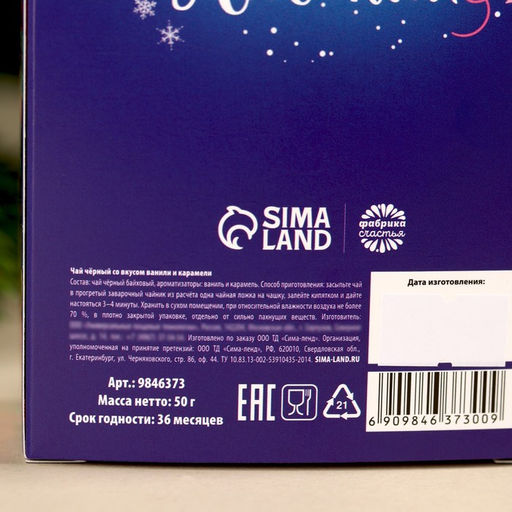 SIMA
LAND
фабрика
счастья
Чай чёрный со вкусом ванили и карамели
Состав: чай чёрный байховый, ароматизаторы: ваниль и карамель. Способ приготовления: засыпьте чай
в прогретый заварочный чайник из расчёта одна чайная ложка на чашку, залейте кипятком и дайте
настояться 3–4 минуты. Хранить в сухом помещении, при относительной влажности воздуха не более
70 %, в плотно закрытой упаковке, отдельно от сильно пахнущих веществ. Изготовитель:
Изготовлено по заказу ООО ТД «Сима-ленд». Организация,
уполномоченная на принятие претензий: ООО ТД «Сима-ленд», РФ, 620010, Свердловская обл.,
г. Екатеринбург, ул. Черняховского, стр. 86, оф. 44. ТУ 10.83.13-002-53910435-2014. SIMA-LAND.RU
Дата изготовления:
Арт.: 9846373
Масса нетто: 50 г
Срок годности: 36 месяцев
EAC
21
6 909846 373009